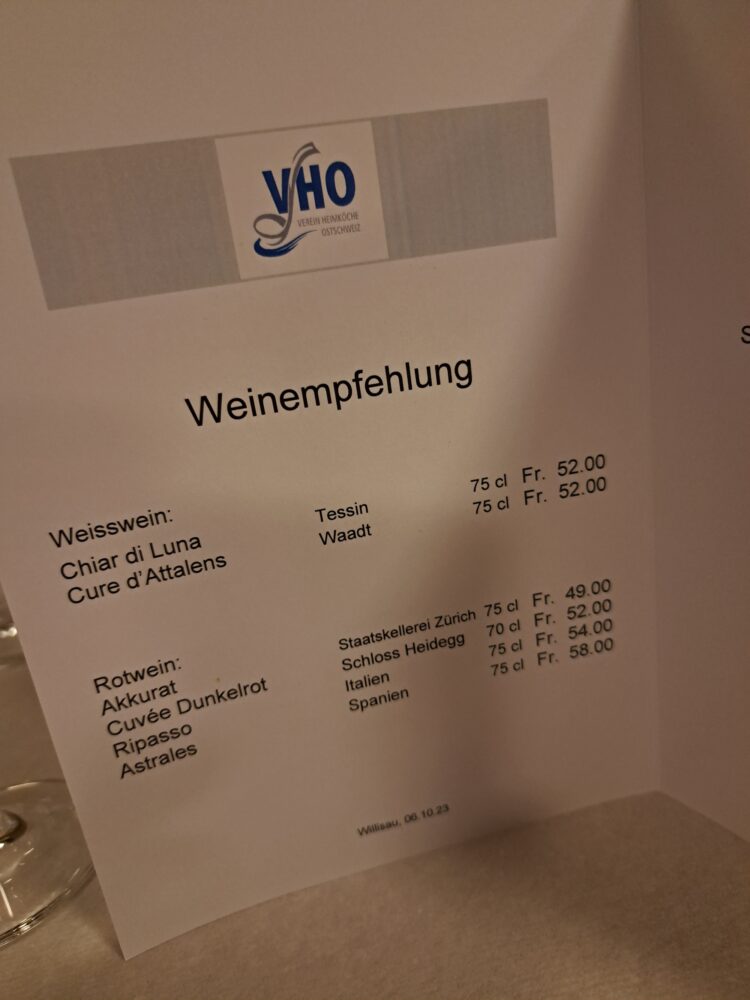 VHO
VEREIN HEIMKÖCHE
OSTSCHWEIZ
Weinempfehlung
Weisswein:
Chiar di Luna Tessin 75 cl Fr. 52.00
Cure d'Attalens Waadt 75 cl Fr. 52.00
Rotwein:
Akkurat Staatskellerei Zürich 75 cl Fr. 49.00
Cuvée Dunkelrot Schloss Heidegg 70 cl Fr. 52.00
Ripasso Italien 75 cl Fr. 54.00
Astrales Spanien 75 cl Fr. 58.00
Willisau, 06.10.23
S